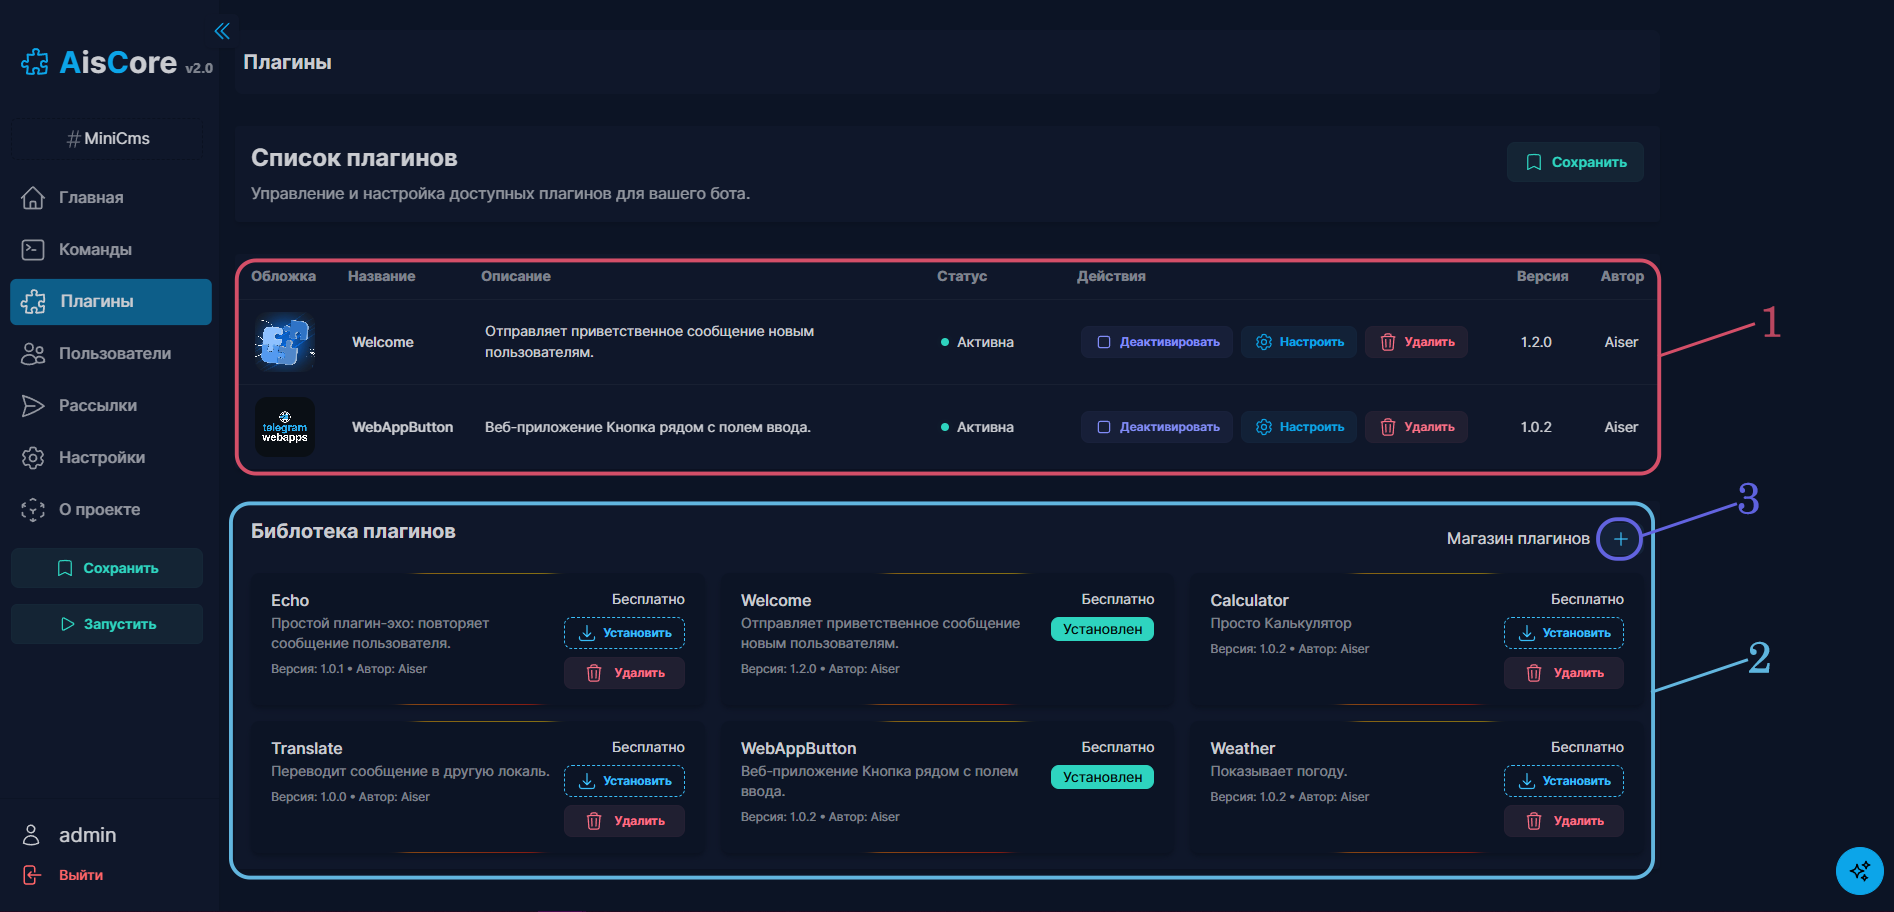 AisCore v2.0
Плагины
# MiniCms
Главная
Команды
Плагины
Пользователи
Рассылки
Настройки
О проекте
Сохранить
Запустить
admin
Выйти
Список плагинов
Управление и настройка доступных плагинов для вашего бота.
Сохранить
Обложка Название Описание Статус Действия Версия Автор
Welcome
Отправляет приветственное сообщение новым
пользователям.
Активна Деактивировать Настроить Удалить 1.2.0 Aiser
telegram
webapps
WebAppButton Веб-приложение Кнопка рядом с полем ввода. Активна Деактивировать Настроить Удалить 1.0.2 Aiser
1
Библиотека плагинов
Магазин плагинов +
3
Echo
Простой плагин-эхо: повторяет
сообщение пользователя.
Версия: 1.0.1 • Автор: Aiser
Бесплатно
Установить
Удалить
Welcome
Отправляет приветственное сообщение
новым пользователям.
Версия: 1.2.0 • Автор: Aiser
Бесплатно
Установлен
Calculator
Просто Калькулятор
Версия: 1.0.2 • Автор: Aiser
Бесплатно
Установить
Удалить
2
Translate
Переводит сообщение в другую локаль.
Версия: 1.0.0 • Автор: Aiser
Бесплатно
Установить
Удалить
WebAppButton
Веб-приложение Кнопка рядом с полем
ввода.
Версия: 1.0.2 • Автор: Aiser
Бесплатно
Установлен
Weather
Показывает погоду.
Версия: 1.0.2 • Автор: Aiser
Бесплатно
Установить
Удалить